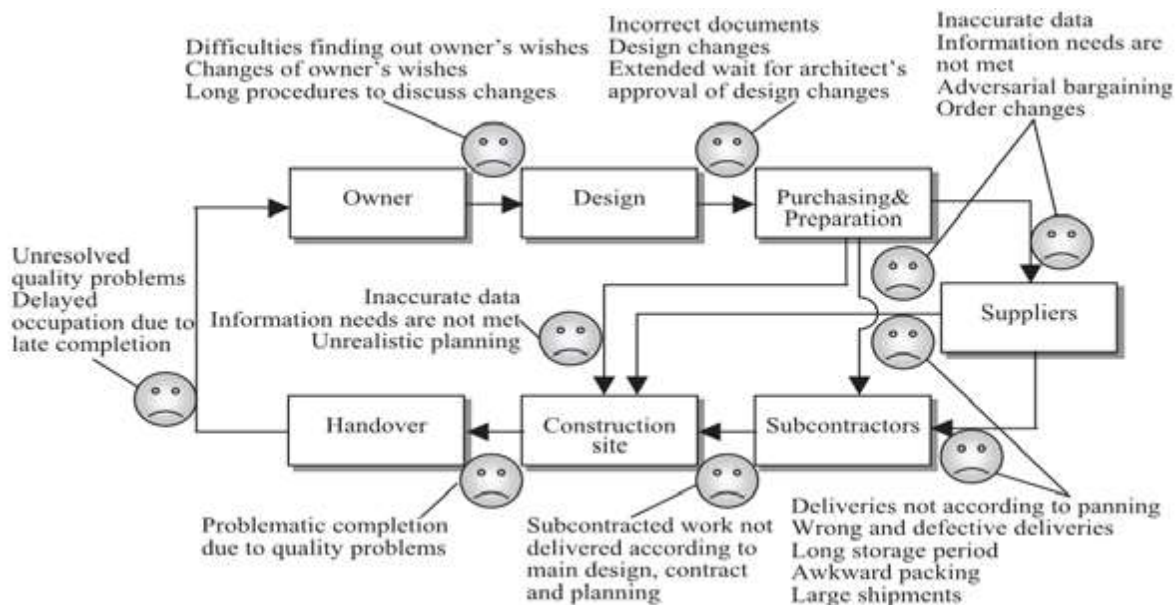 Difficulties finding out owner's wishes
Changes of owner's wishes
Long procedures to discuss changes
Incorrect documents
Design changes
Extended wait for architect's
approval of design changes
Inaccurate data
Information needs are
not met
Adversarial bargaining
Order changes
Owner
Design
Purchasing&
Preparation
Suppliers
Unresolved
quality problems
Delayed
occupation due to
late completion
Inaccurate data
Information needs are not met
Unrealistic planning
Handover
Construction
site
Subcontractors
Problematic completion
due to quality problems
Subcontracted work not
delivered according to
main design, contract
and planning
Deliveries not according to panning
Wrong and defective deliveries
Long storage period
Awkward packing
Large shipments